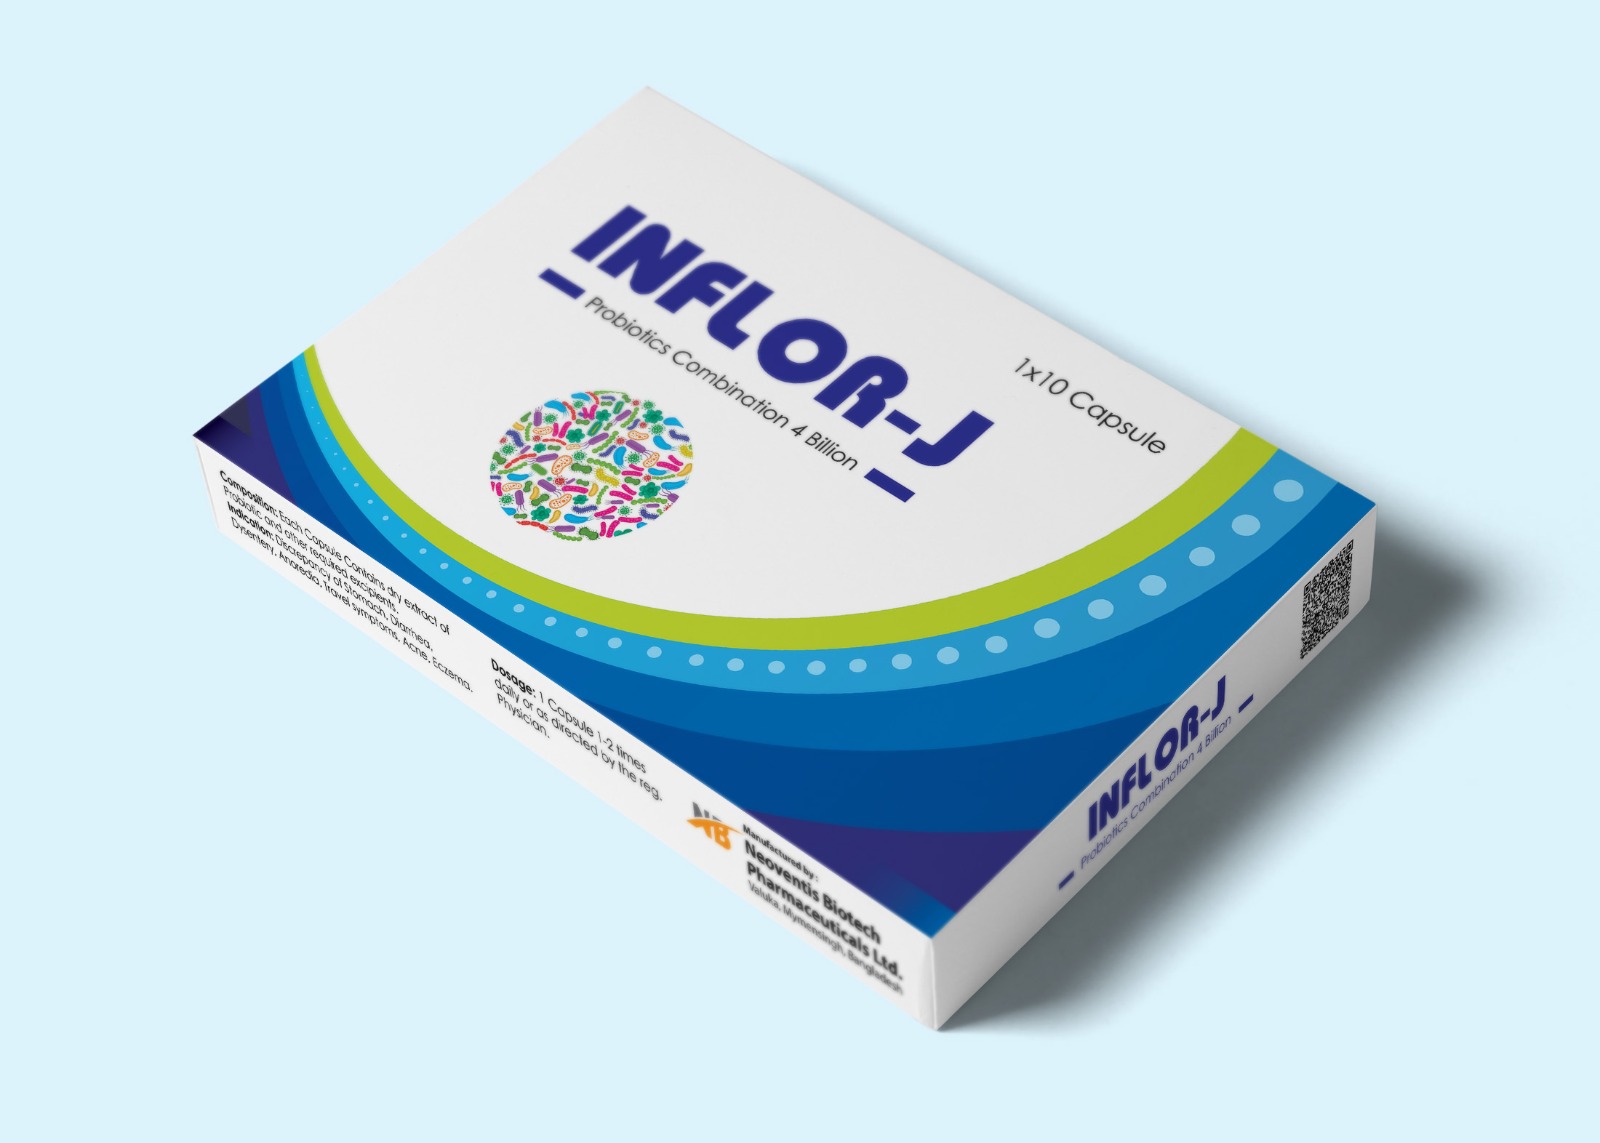 INFLOR-J
Probiotics Combination 4 Billion
1x10 Capsule
Composition: Each Capsule Contains dry extract of
Probiotic and other required excipients.
Indication: Discrepancy of Stomach, Diarrhea,
Dysentery, Anoredia, Travel symptoms, Acne, Eczema.
Dosage: 1 Capsule 1-2 times
daily or as directed by the reg.
Physician.
NB
Manufactured by :
Neoventis Biotech
Pharmaceuticals Ltd.
Valuka, Mymensingh, Bangladesh
INFLOR-J
Probiotics Combination 4 Billion